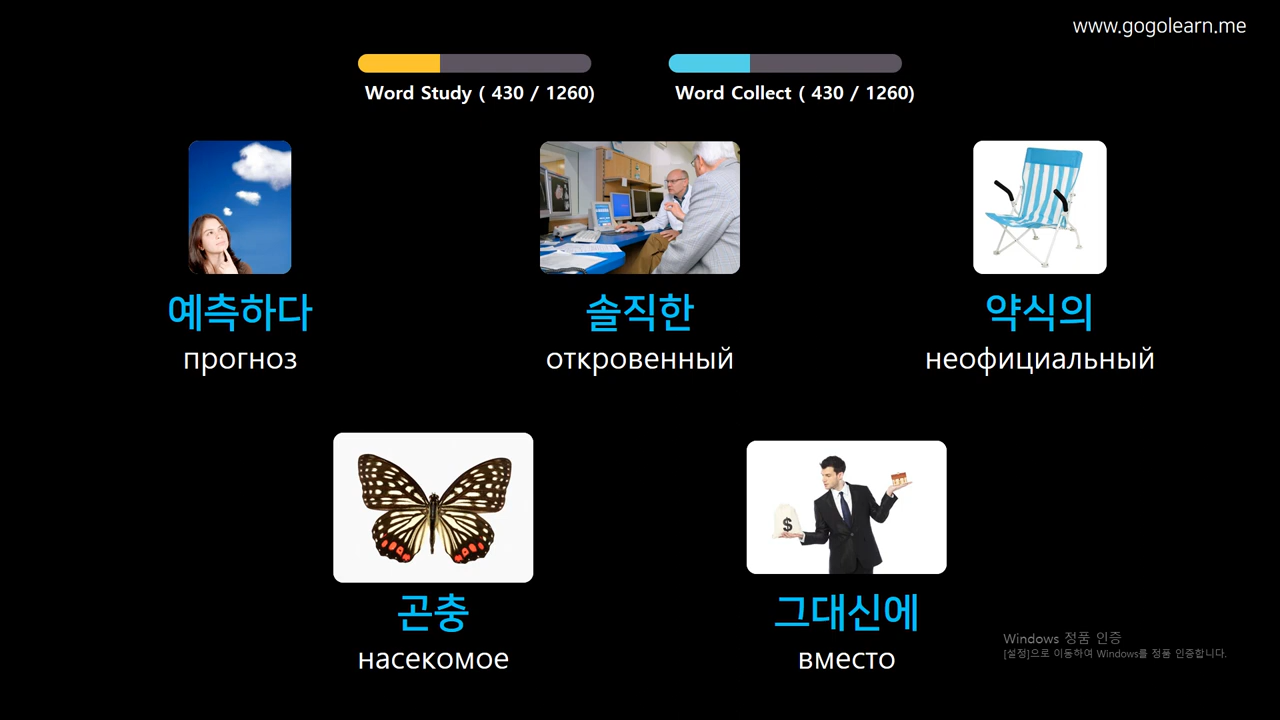 www.gogolearn.me
Word Study ( 430 / 1260)
Word Collect ( 430 / 1260)
예측하다
прогноз
솔직한
откровенный
약식의
неофициальный
$
곤충
насекомое
그대신에
вместо
Windows 정품 인증
[설정]으로 이동하여 Windows를 정품 인증합니다.